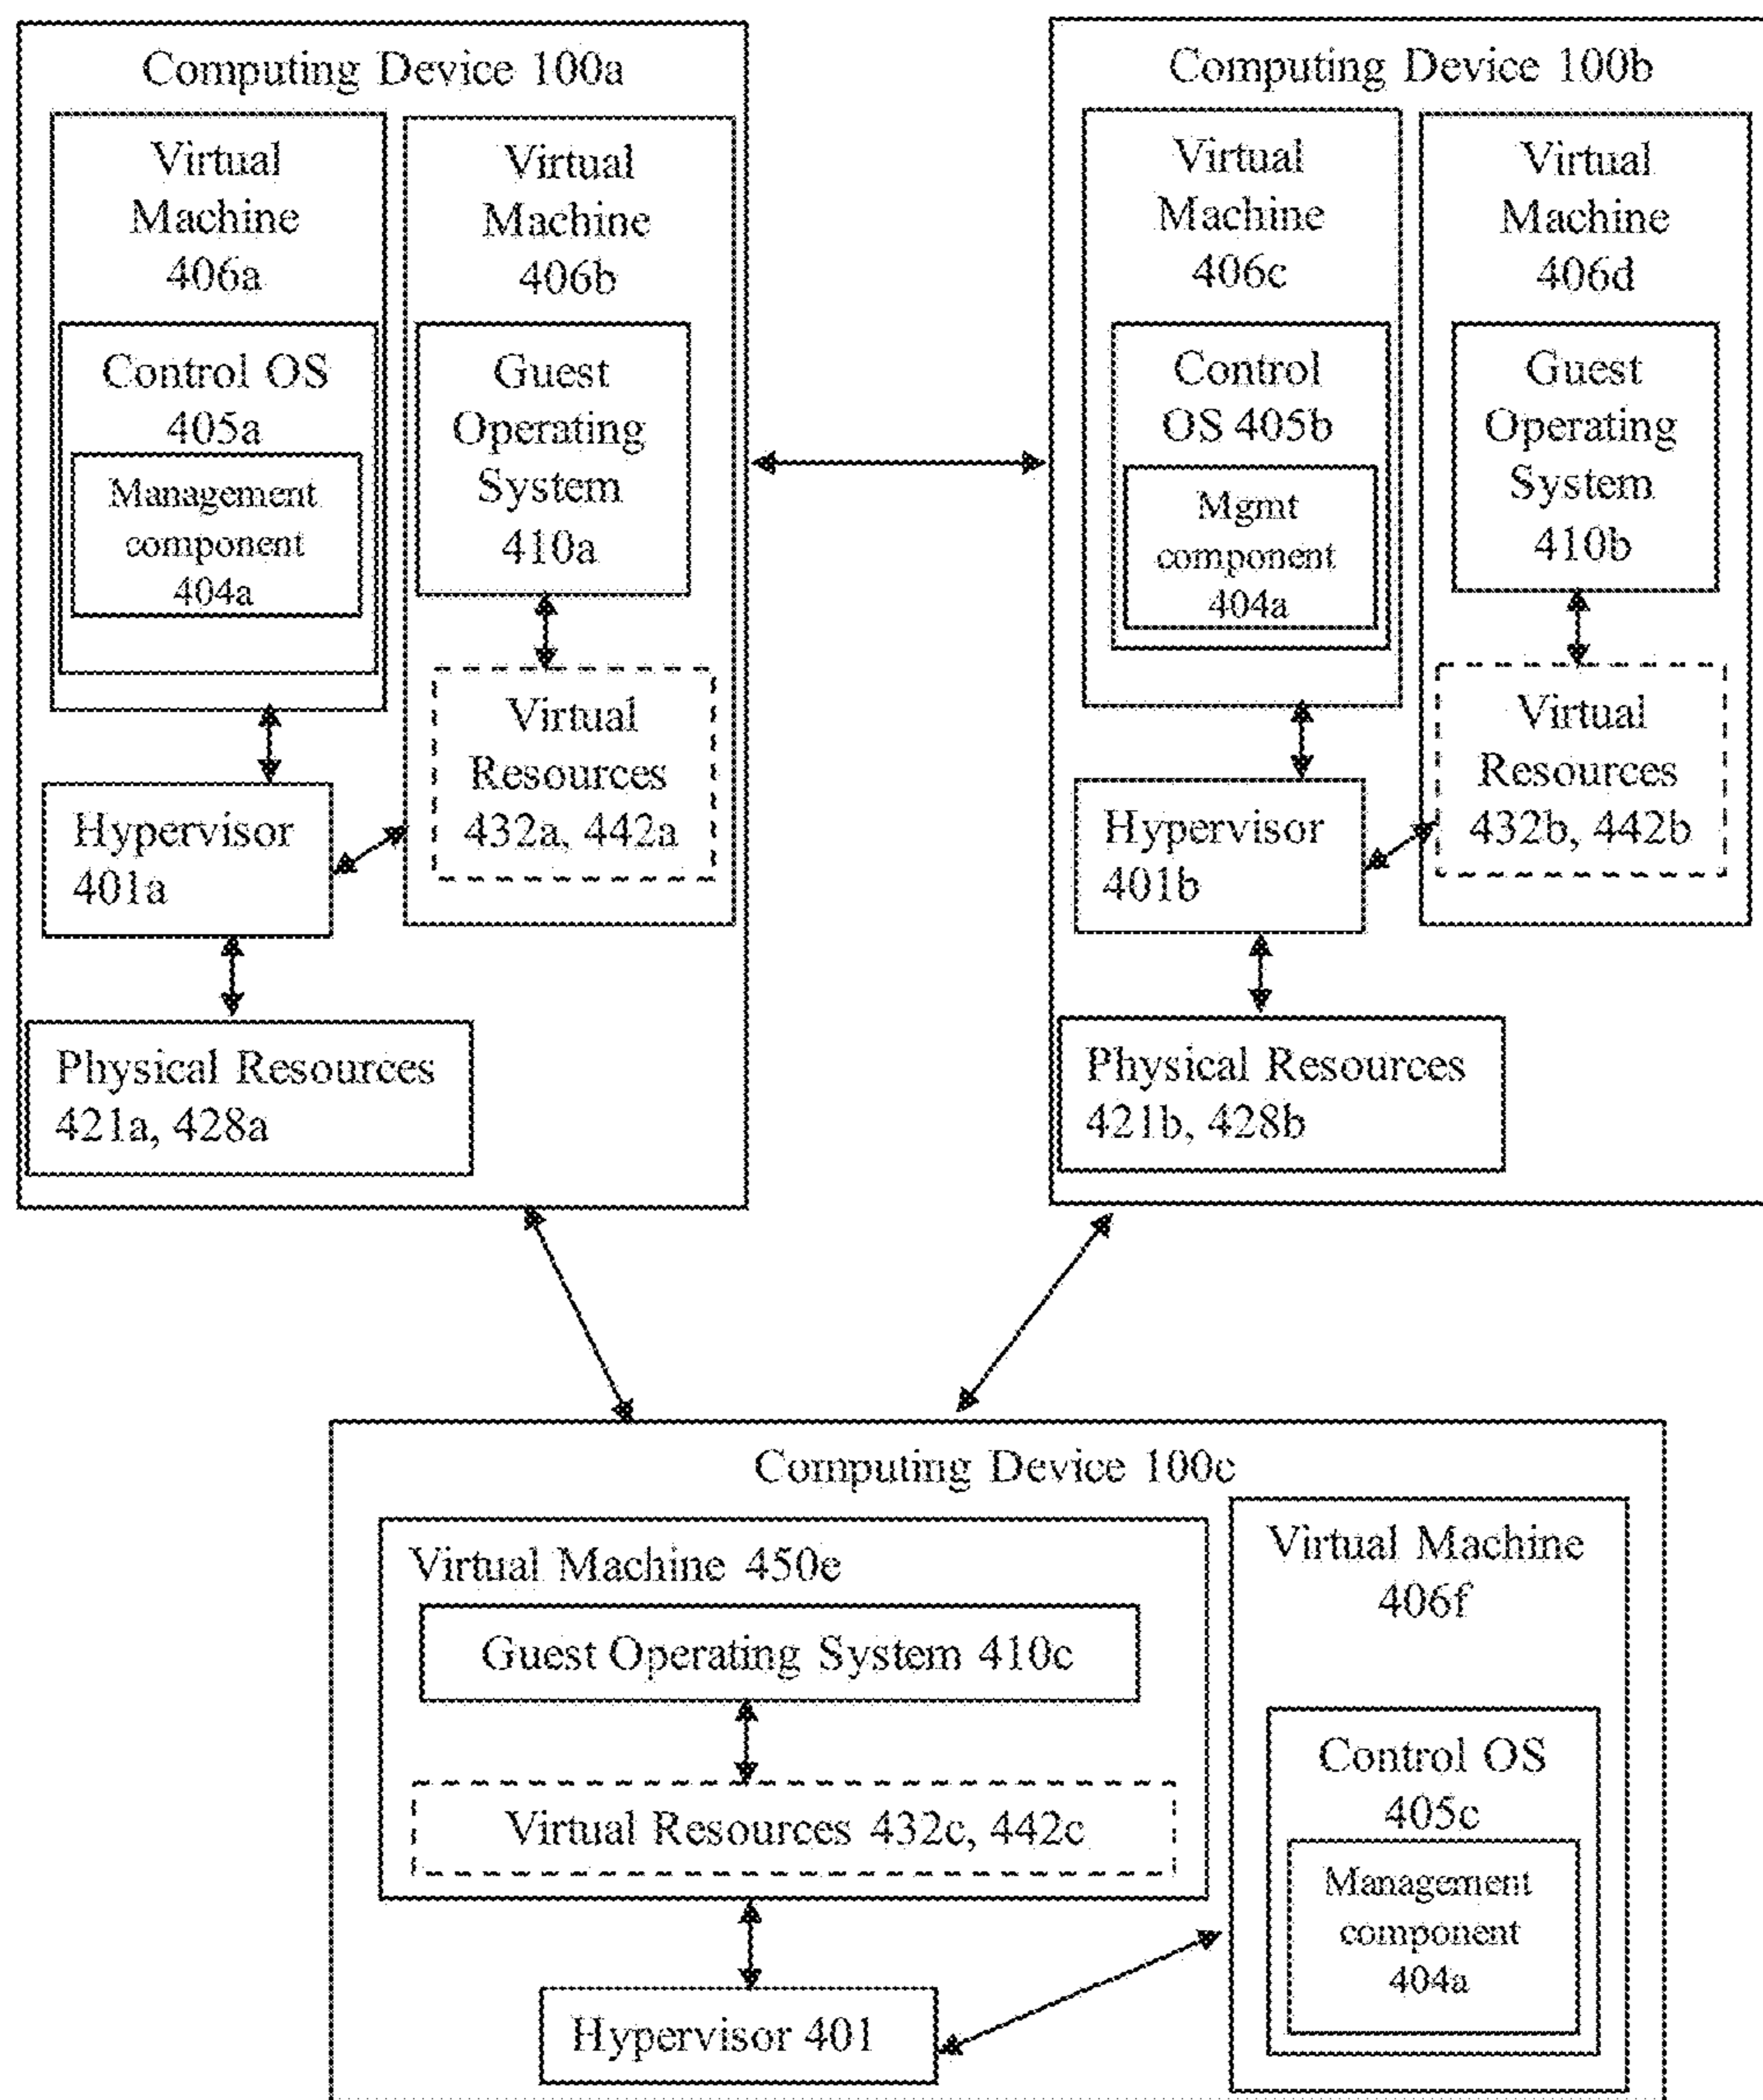 Computing Device 100a
Virtual
Machine
406a
Control OS
405a
Management
component
404a
Virtual
Machine
406b
Guest
Operating
System
410a
Virtual
Resources
432a, 442a
Hypervisor
401a
Physical Resources
421a, 428a
Computing Device 100b
Virtual
Machine
406c
Control
OS 405b
Mgmt
component
404a
Virtual
Machine
406d
Guest
Operating
System
410b
Virtual
Resources
432b, 442b
Hypervisor
401b
Physical Resources
421b, 428b
Computing Device 100c
Virtual Machine 450e
Guest Operating System 410c
Virtual Resources 432c, 442c
Hypervisor 401
Virtual Machine
406f
Control OS
405c
Management
component
404a